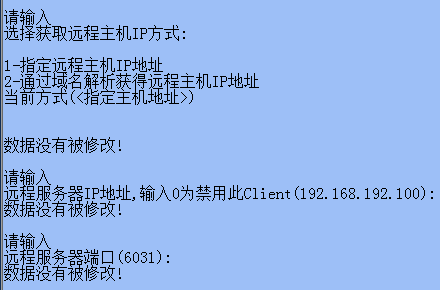 请输入
选择获取远程主机IP方式:
1-指定远程主机IP地址
2-通过域名解析获得远程主机IP地址
当前方式(<指定主机地址>)
数据没有被修改!
请输入
远程服务器IP地址,输入0为禁用此Client(192.168.192.100):
数据没有被修改!
请输入
远程服务器端口(6031):
数据没有被修改!